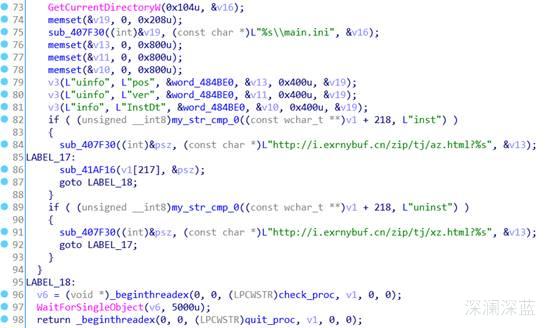 73 GetCurrentDirectoryW(0x104u, &v16);
74 memset(&v19, 0, 0x208u);
75 sub_407F30((int)&v19, (const char *)L"%s\\main.ini", &v16);
76 memset(&v13, 0, 0x800u);
77 memset(&v11, 0, 0x800u);
78 memset(&v10, 0, 0x800u);
79 v3(L"uinfo", L"pos", &word_484BE0, &v13, 0x400u, &v19);
80 v3(L"uinfo", L"ver", &word_484BE0, &v11, 0x400u, &v19);
81 v3(L"info", L"InstDt", &word_484BE0, &v10, 0x400u, &v19);
82 if ( (unsigned __int8)my_str_cmp_0((const wchar_t **)v1 + 218, L"inst") )
83 {
84 sub_407F30((int)&psz, (const char *)L"http://i.exrnybuf.cn/zip/tj/az.html?%s", &v13);
85 LABEL_17:
86 sub_41AF16(v1[217], &psz);
87 goto LABEL_18;
88 }
89 if ( (unsigned __int8)my_str_cmp_0((const wchar_t **)v1 + 218, L"uninst") )
90 {
91 sub_407F30((int)&psz, (const char *)L"http://i.exrnybuf.cn/zip/tj/xz.html?%s", &v13);
92 goto LABEL_17;
93 }
94 }
95 LABEL_18:
96 v6 = (void *)_beginthreadex(0, 0, (LPCWSTR)check_proc, v1, 0, 0);
97 WaitForSingleObject(v6, 5000u);
98 return _beginthreadex(0, 0, (LPCWSTR)quit_proc, v1, 0, 0);
深澜深蓝